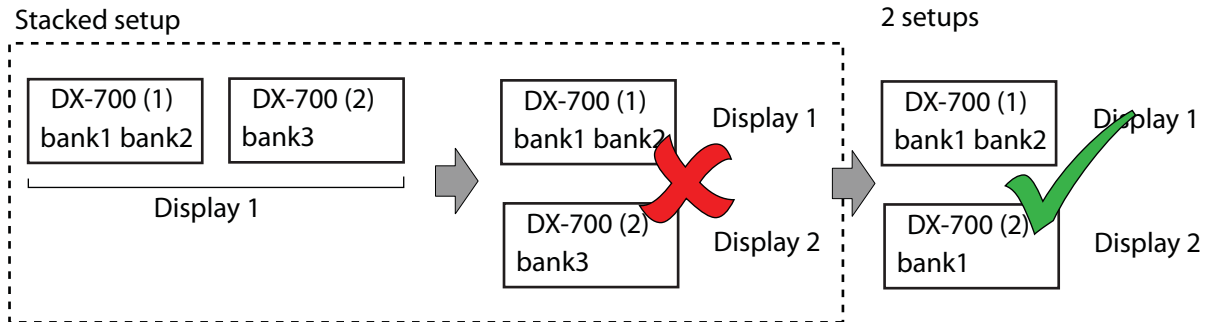 Stacked setup
2 setups
DX-700 (1)
bank1 bank2
DX-700 (2)
bank3
Display 1
DX-700 (1)
bank1 bank2
Display 1
DX-700 (2)
bank3
Display 2
DX-700 (1)
bank1 bank2
Display 1
DX-700 (2)
bank1
Display 2